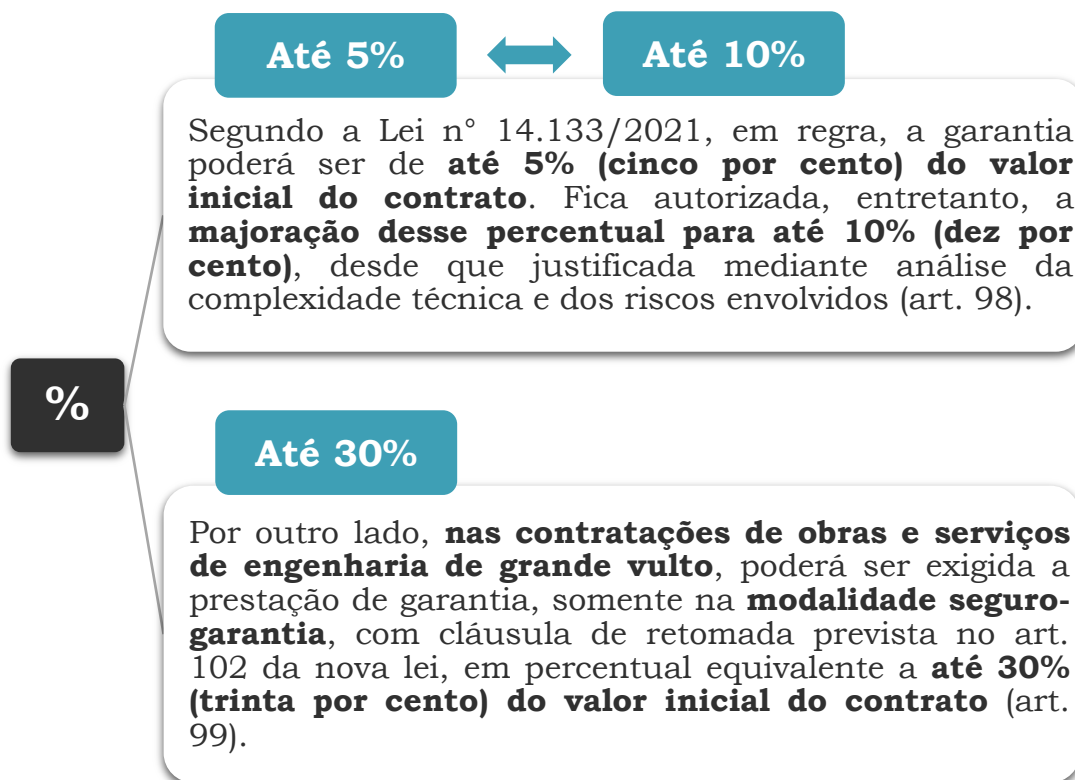 Até 5%
Até 10%
Segundo a Lei n° 14.133/2021, em regra, a garantia
poderá ser de até 5% (cinco por cento) do valor
inicial do contrato. Fica autorizada, entretanto, a
majoração desse percentual para até 10% (dez por
cento), desde que justificada mediante análise da
complexidade técnica e dos riscos envolvidos (art. 98).
%
Até 30%
Por outro lado, nas contratações de obras e serviços
de engenharia de grande vulto, poderá ser exigida a
prestação de garantia, somente na modalidade seguro-
garantia, com cláusula de retomada prevista no art.
102 da nova lei, em percentual equivalente a até 30%
(trinta por cento) do valor inicial do contrato (art.
99).